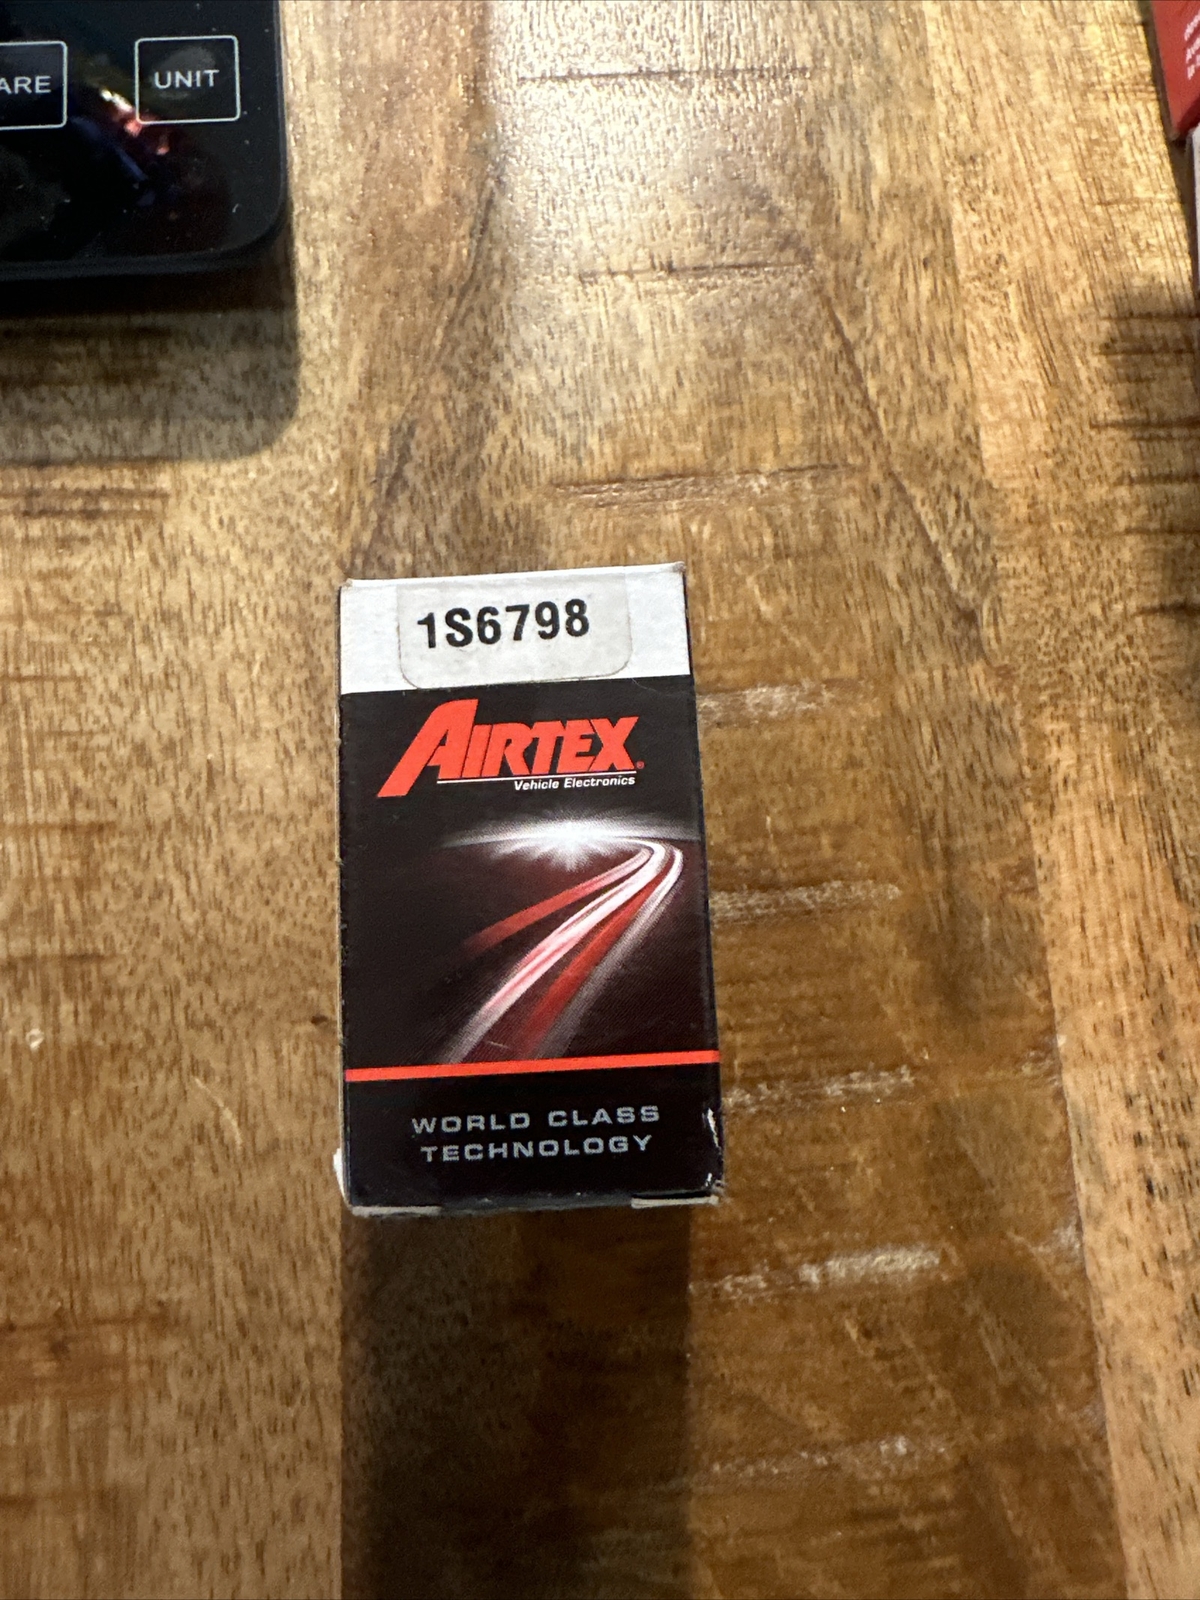 ARE
UNIT
1S6798
AIRTEX®
Vehicle Electronics
WORLD CLASS
TECHNOLOGY